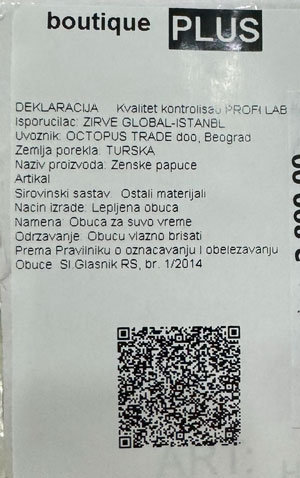 boutique PLUS
DEKLARACIJA Kvalitet kontrolisao PROFI LAB
Isporucilac: ZIRVE GLOBAL-ISTANBL
Uvoznik: OCTOPUS TRADE doo, Beograd
Zemlja porekla: TURSKA
Naziv proizvoda: Zenske papuce
Artikal
Sirovinski sastav Ostali materijali
Nacin izrade: Lepljena obuca
Namena: Obuca za suvo vreme
Odrzavanje: Obucu vlazno brisati
Prema Pravilniku o oznacavanju I obelezavanju
Obuce Sl.Glasnik RS, br. 1/2014
ART: